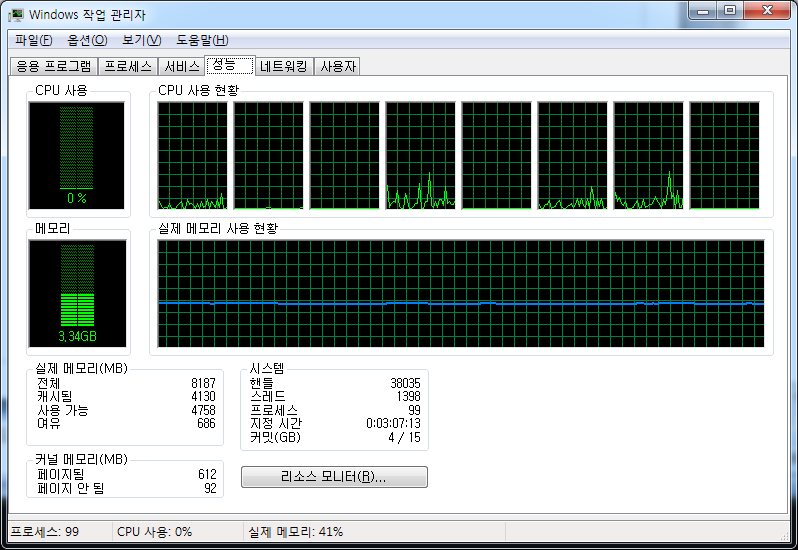 Windows 작업 관리자
파일(F) 옵션(O) 보기(V) 도움말(H)
응용 프로그램 프로세스 서비스 성능 네트워킹 사용자
CPU 사용 CPU 사용 현황
0 %
메모리 실제 메모리 사용 현황
3.34GB
실제 메모리(MB)
전체 8187
캐시됨 4130
사용 가능 4758
여유 686
시스템
핸들 38035
스레드 1398
프로세스 99
지정 시간 0:03:07:13
커밋(GB) 4 / 15
커널 메모리(MB)
페이지됨 612
페이지 안 됨 92
리소스 모니터(R)...
프로세스: 99 CPU 사용: 0% 실제 메모리: 41%